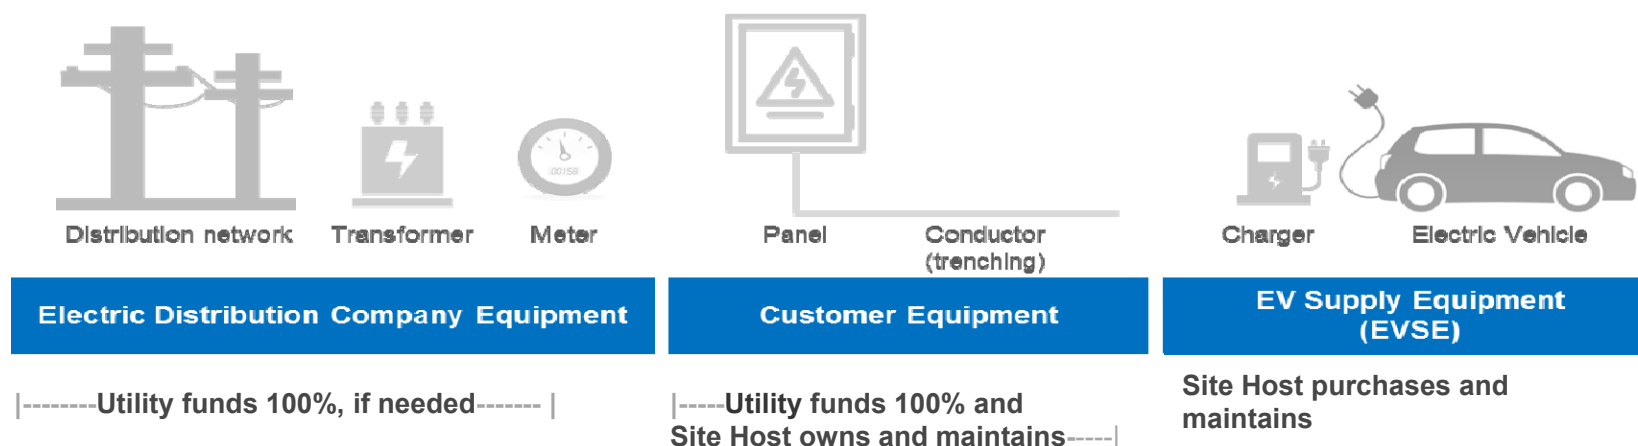 00158
Distribution network
Transformer
Meter
Panel
Conductor
(trenching)
Charger
Electric Vehicle
Electric Distribution Company Equipment
Customer Equipment
EV Supply Equipment
(EVSE)
|--------Utility funds 100%, if needed------- |
|-----Utility funds 100% and
Site Host owns and maintains-----|
Site Host purchases and
maintains